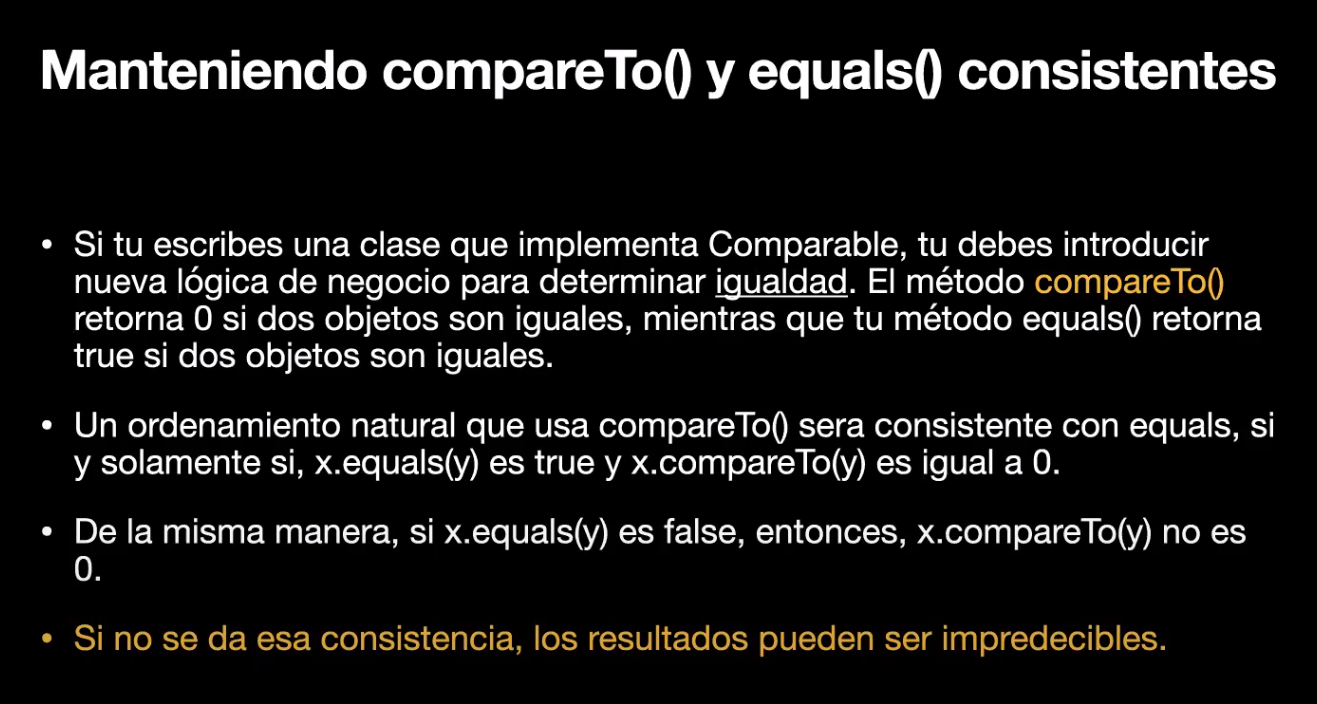 Manteniendo compareTo() y equals() consistentes
• Si tu escribes una clase que implementa Comparable, tu debes introducir
nueva lógica de negocio para determinar igualdad. El método compareTo()
retorna 0 si dos objetos son iguales, mientras que tu método equals() retorna
true si dos objetos son iguales.
• Un ordenamiento natural que usa compareTo() sera consistente con equals, si
y solamente si, x.equals(y) es true y x.compareTo(y) es igual a 0.
• De la misma manera, si x.equals(y) es false, entonces, x.compareTo(y) no es
0.
• Si no se da esa consistencia, los resultados pueden ser impredecibles.